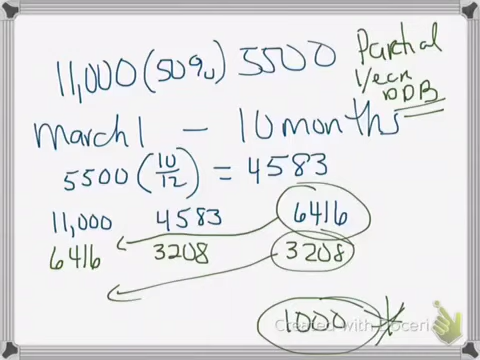 11,000 (50%) 5500
Partial
Year
DDB
March 1 - 10 months
5500 (10/12) = 4583
11,000 4583 6416
6416 3208 3208
1000 *
Created with Doceri